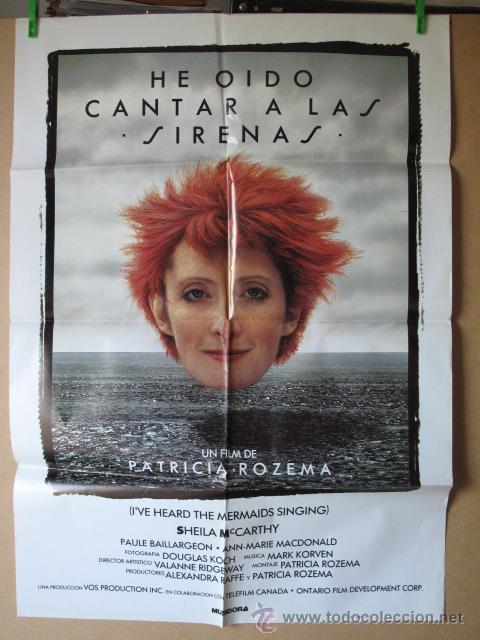 HE OIDO
CANTAR A LAS
·SIRENAS·
UN FILM DE
PATRICIA·ROZEMA
(I'VE HEARD THE MERMAIDS SINGING)
SHEILA MCCARTHY
PAULE BAILLARGEON · ANN-MARIE MACDONALD
FOTOGRAFIA DOUGLAS KOCH MUSICA MARK KORVEN
DIRECTOR ARTISTICO VALANNE RIDGEWAY MONTAJE PATRICIA ROZEMA
PRODUCTORES ALEXANDRA RAFFE Y PATRICIA ROZEMA
UNA PRODUCCION VOS PRODUCTION INC. EN COLABORACION CON TELEFILM CANADA · ONTARIO FILM DEVELOPMENT CORP.
MUSIDORA
www.todocoleccion.net